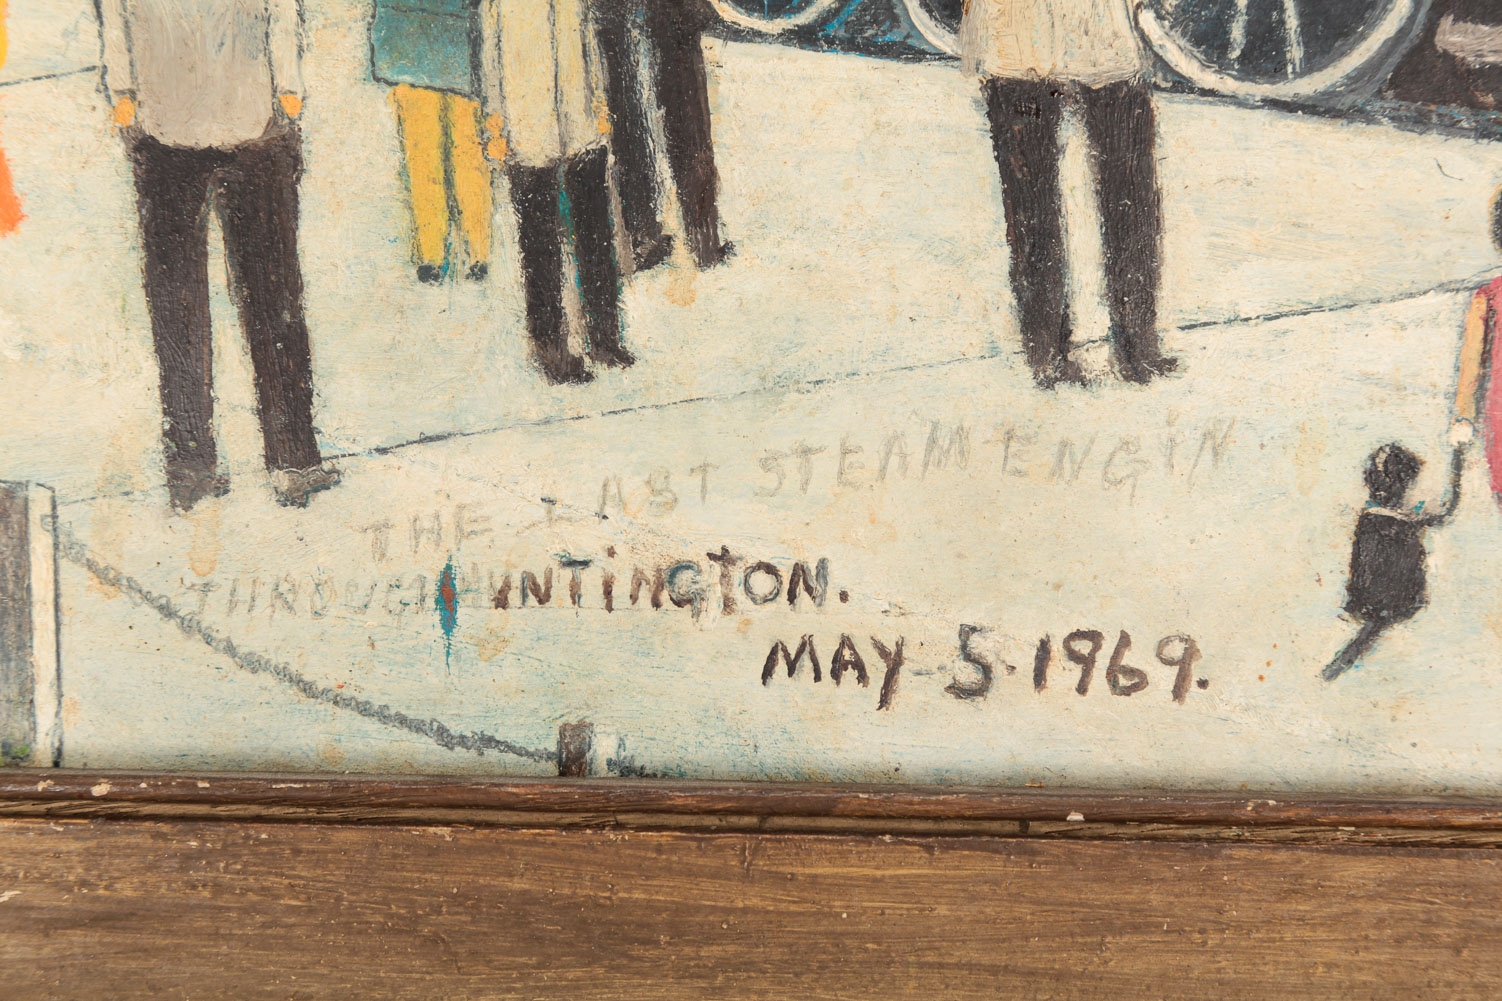 THE LAST STEAM ENGiN
THROUGH HUNTiNGTON.
MAY 5. 1969.